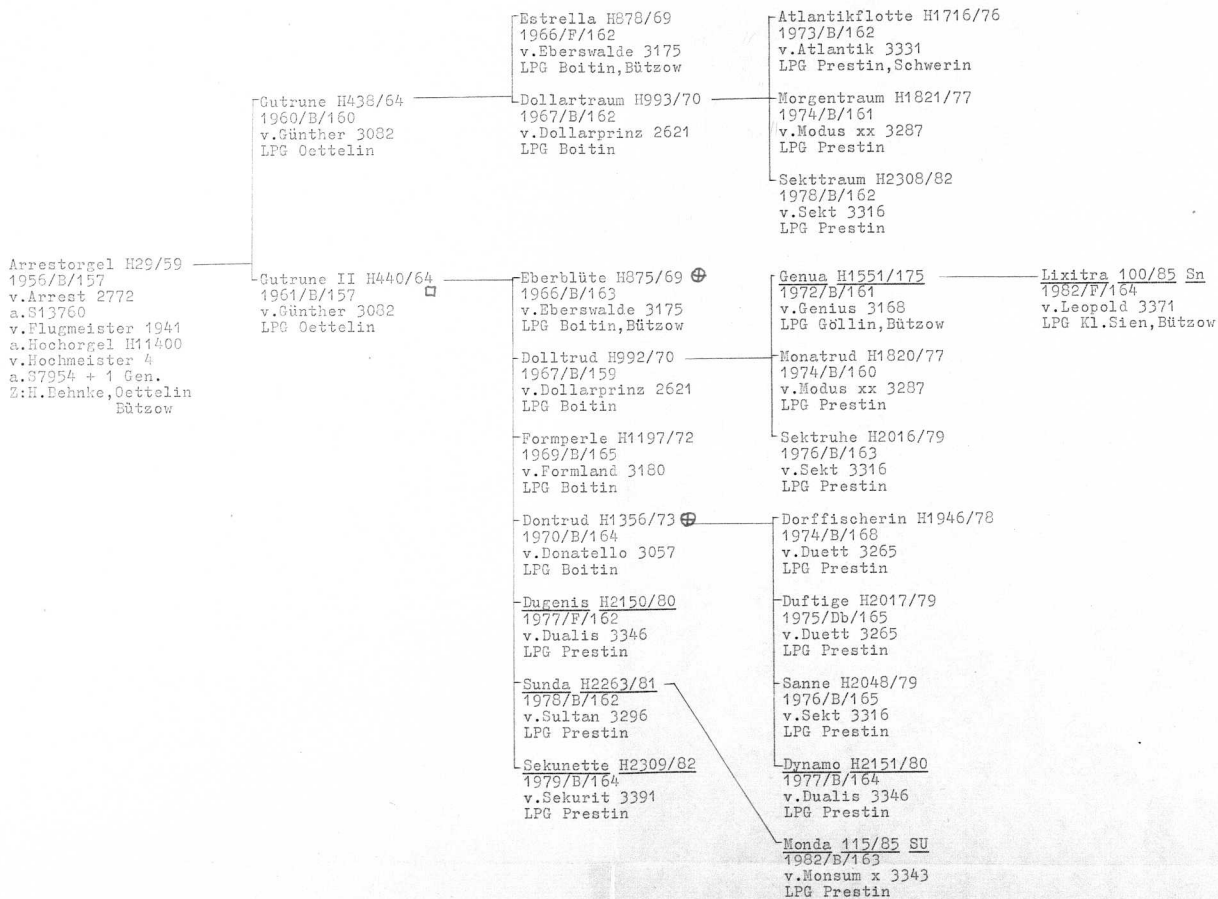 Arrestorgel H29/59
1956/B/157
v.Arrest 2772
a.S13760
v.Flugmeister 1941
a.Hochorgel H11400
v.Hochmeister 4
a.S7954 + 1 Gen.
Z:H.Dehnke,Oettelin
Bützow
Gutrune H438/64
1960/B/160
v.Günther 3082
LPG Oettelin
Gutrune II H440/64
1961/B/157
v.Günther 3082
LPG Oettelin
Estrella H878/69
1966/F/162
v.Eberswalde 3175
LPG Boitin,Bützow
Dollartraum H993/70
1967/B/162
v.Dollarprinz 2621
LPG Boitin
Eberblüte H875/69
1966/B/163
v.Eberswalde 3175
LPG Boitin,Bützow
Dolltrud H992/70
1967/B/159
v.Dollarprinz 2621
LPG Boitin
Formperle H1197/72
1969/B/165
v.Formland 3180
LPG Boitin
Dontrud H1356/73
1970/B/164
v.Donatello 3057
LPG Boitin
Dugenis H2150/80
1977/F/162
v.Dualis 3346
LPG Prestin
Sunda H2263/81
1978/B/162
v.Sultan 3296
LPG Prestin
Sekunette H2309/82
1979/B/164
v.Sekurit 3391
LPG Prestin
Atlantikflotte H1716/76
1973/B/162
v.Atlantik 3331
LPG Prestin,Schwerin
Morgentraum H1821/77
1974/B/161
v.Modus xx 3287
LPG Prestin
Sekttraum H2308/82
1978/B/162
v.Sekt 3316
LPG Prestin
Genua H1551/175
1972/B/161
v.Genius 3168
LPG Göllin,Bützow
Monatrud H1820/77
1974/B/160
v.Modus xx 3287
LPG Prestin
Sektruhe H2016/79
1976/B/163
v.Sekt 3316
LPG Prestin
Dorffischerin H1946/78
1974/B/168
v.Duett 3265
LPG Prestin
Duftige H2017/79
1975/Db/165
v.Duett 3265
LPG Prestin
Sanne H2048/79
1976/B/165
v.Sekt 3316
LPG Prestin
Dynamo H2151/80
1977/B/164
v.Dualis 3346
LPG Prestin
Monda 115/85 SU
1982/B/163
v.Monsum x 3343
LPG Prestin
Lixitra 100/85 Sn
1982/F/164
v.Leopold 3371
LPG Kl.Sien,Bützow